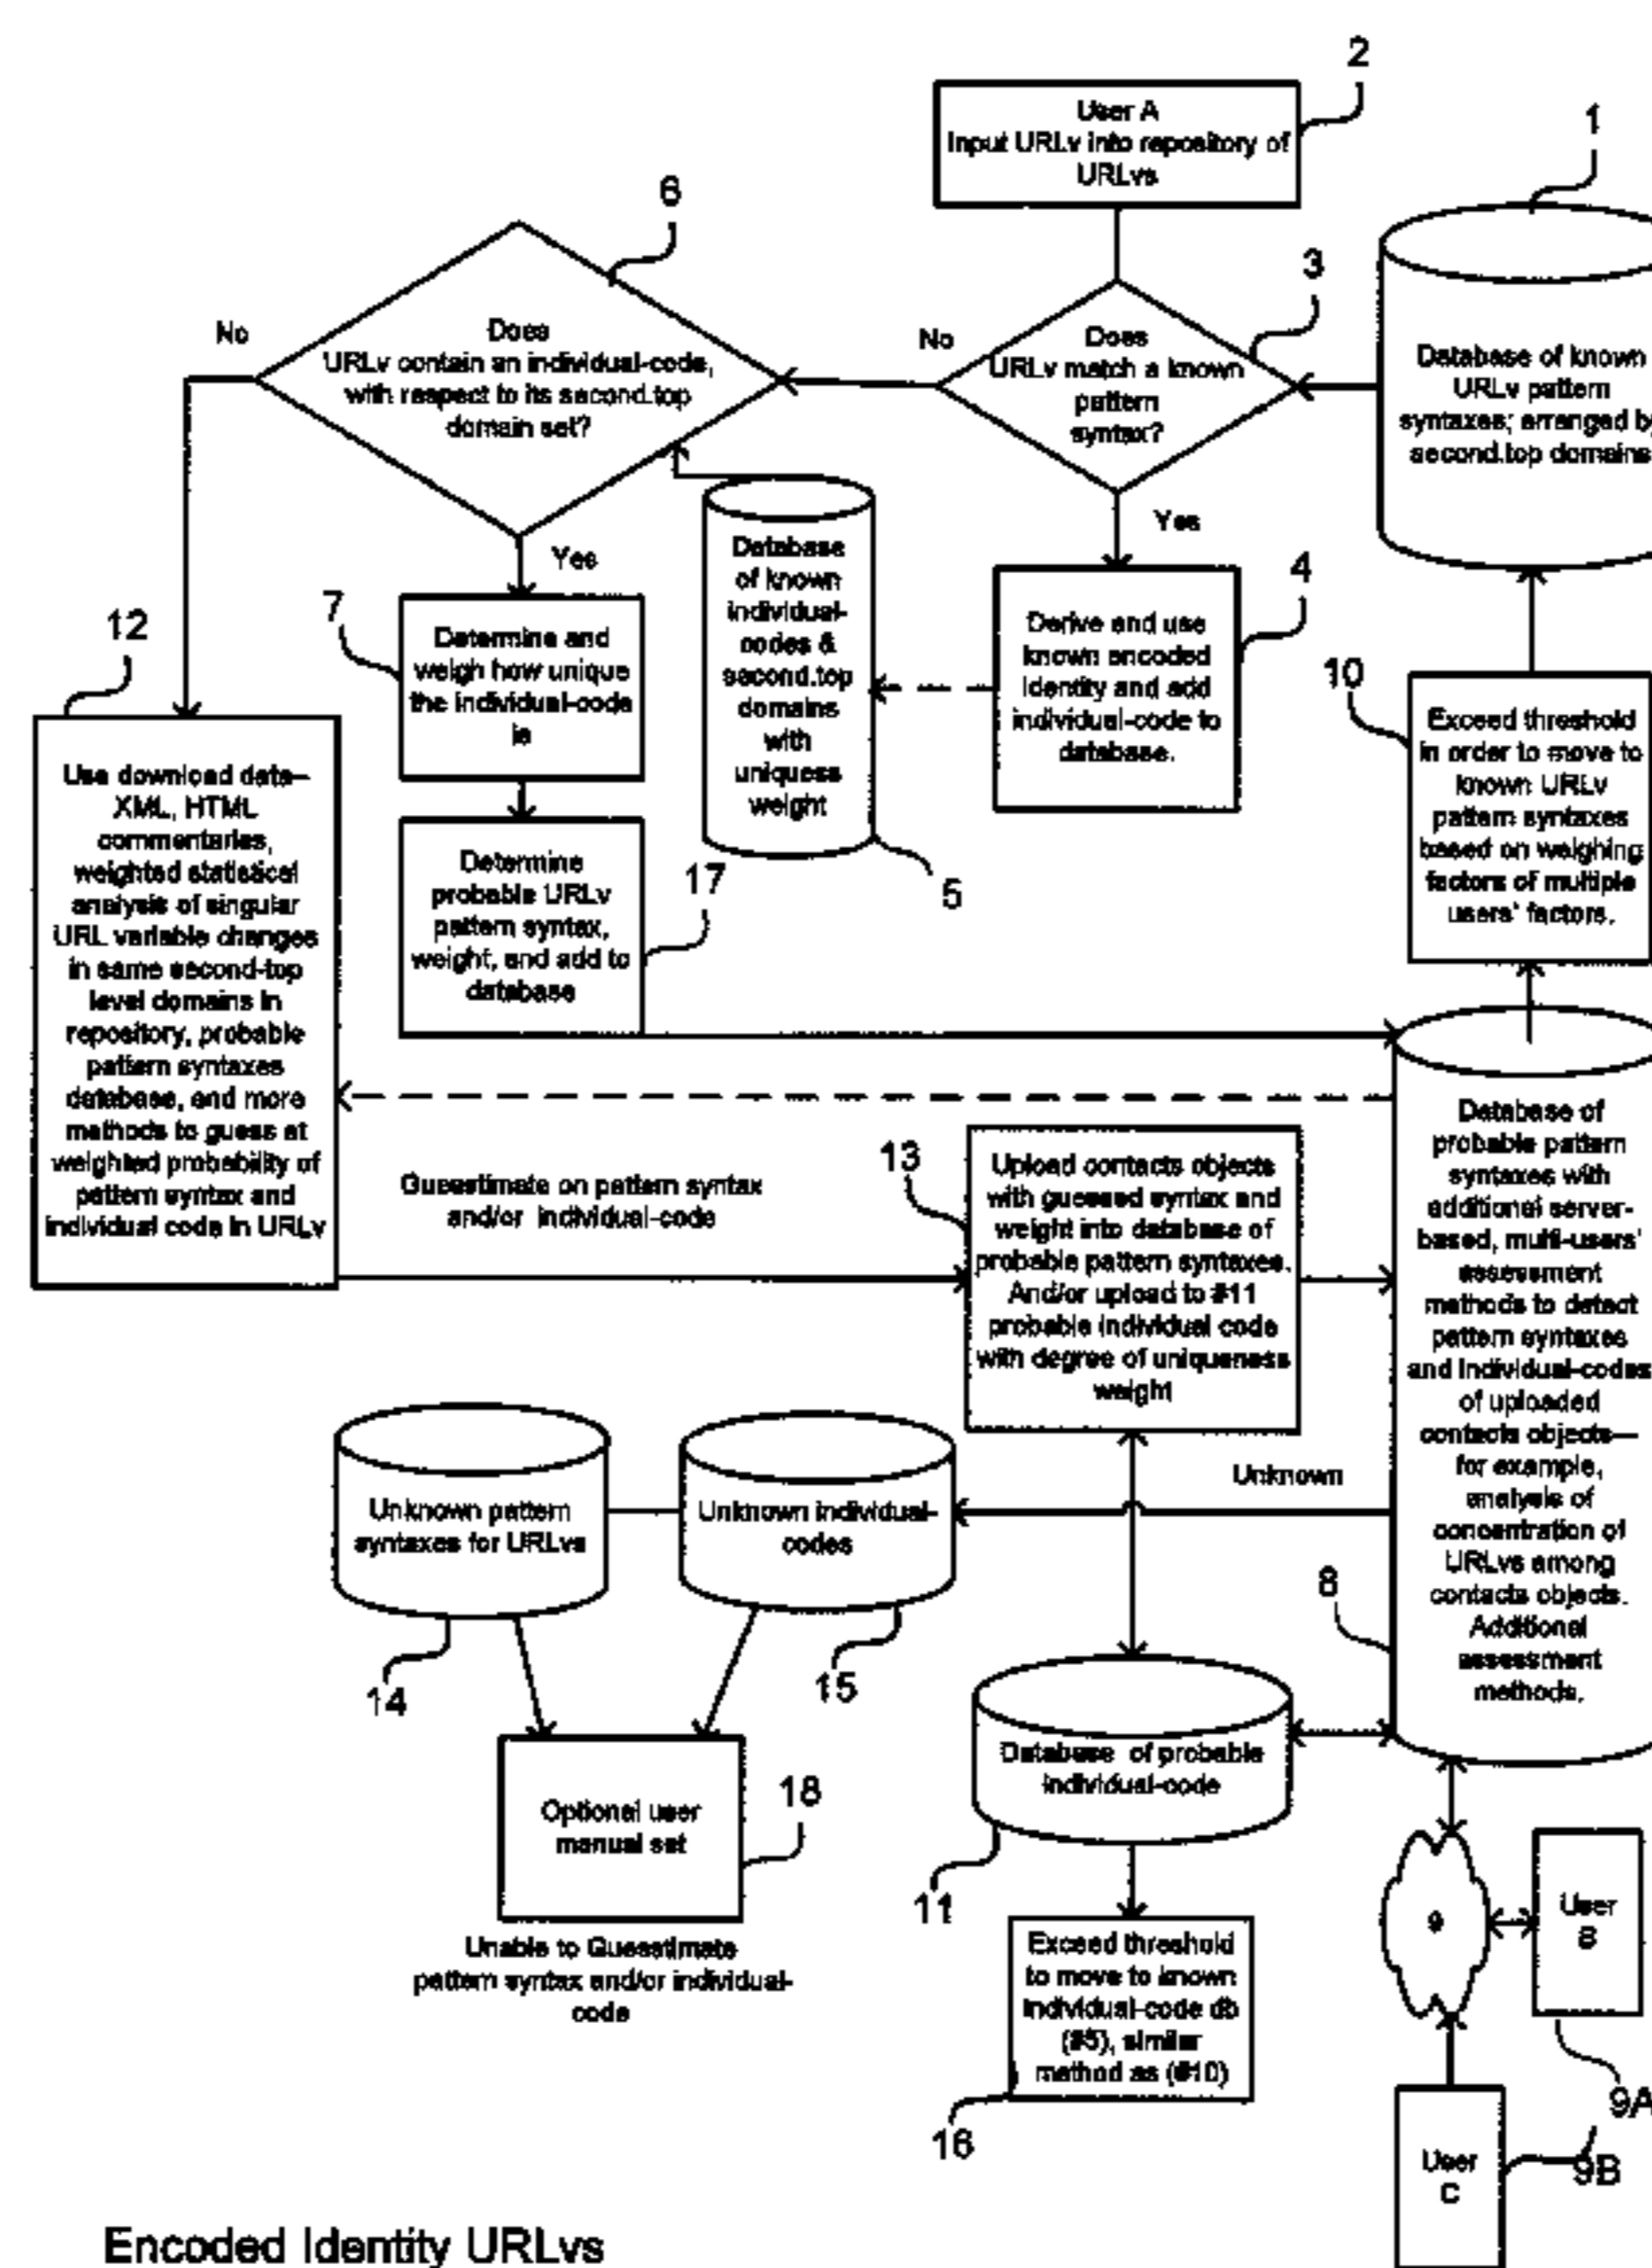 2
User A
Input URLv into repository of
URLvs
1
6
3
No
Does
URLv contain an individual-code,
with respect to its second.top
domain set?
No
Does
URLv match a known
pattern
syntax?
Database of known
URLv pattern
syntaxes; arranged by
second.top domains
Yes
Yes
7
Determine and
weigh how unique
the individual-code
is
Database
of known
individual-
codes &
second.top
domains
with
uniquess
weight
4
Derive and use
known encoded
identity and add
individual-code to
database.
12
10
Exceed threshold
in order to move to
known URLv
pattern syntaxes
based on weighing
factors of multiple
users' factors.
Use download data–
XML, HTML
commentaries,
weighted statistical
analysis of singular
URL variable changes
in same second-top
level domains in
repository, probable
pattern syntaxes
database, and more
methods to guess at
weighted probability of
pattern syntax and
individual code in URLv
Determine
probable URLv
pattern syntax,
weight, and add to
database
17
5
Guesstimate on pattern syntax
and/or individual-code
13
Upload contacts objects
with guessed syntax and
weight into database of
probable pattern syntaxes.
And/or upload to #11
probable individual code
with degree of uniqueness
weight
Database of
probable pattern
syntaxes with
additional server-
based, multi-users'
assessment
methods to detect
pattern syntaxes
and individual-codes
of uploaded
contacts objects—
for example,
analysis of
concentration of
URLvs among
contacts objects.
Additional
assessment
methods.
Unknown
Unknown pattern
syntaxes for URLvs
Unknown individual-
codes
8
14
15
Database of probable
individual-code
Optional user
manual set
18
11
9
User
B
Unable to Guesstimate
pattern syntax and/or individual-
code
Exceed threshold
to move to known
individual-code db
(#5), similar
method as (#10)
16
9A
User
C
9B
Encoded Identity URLvs